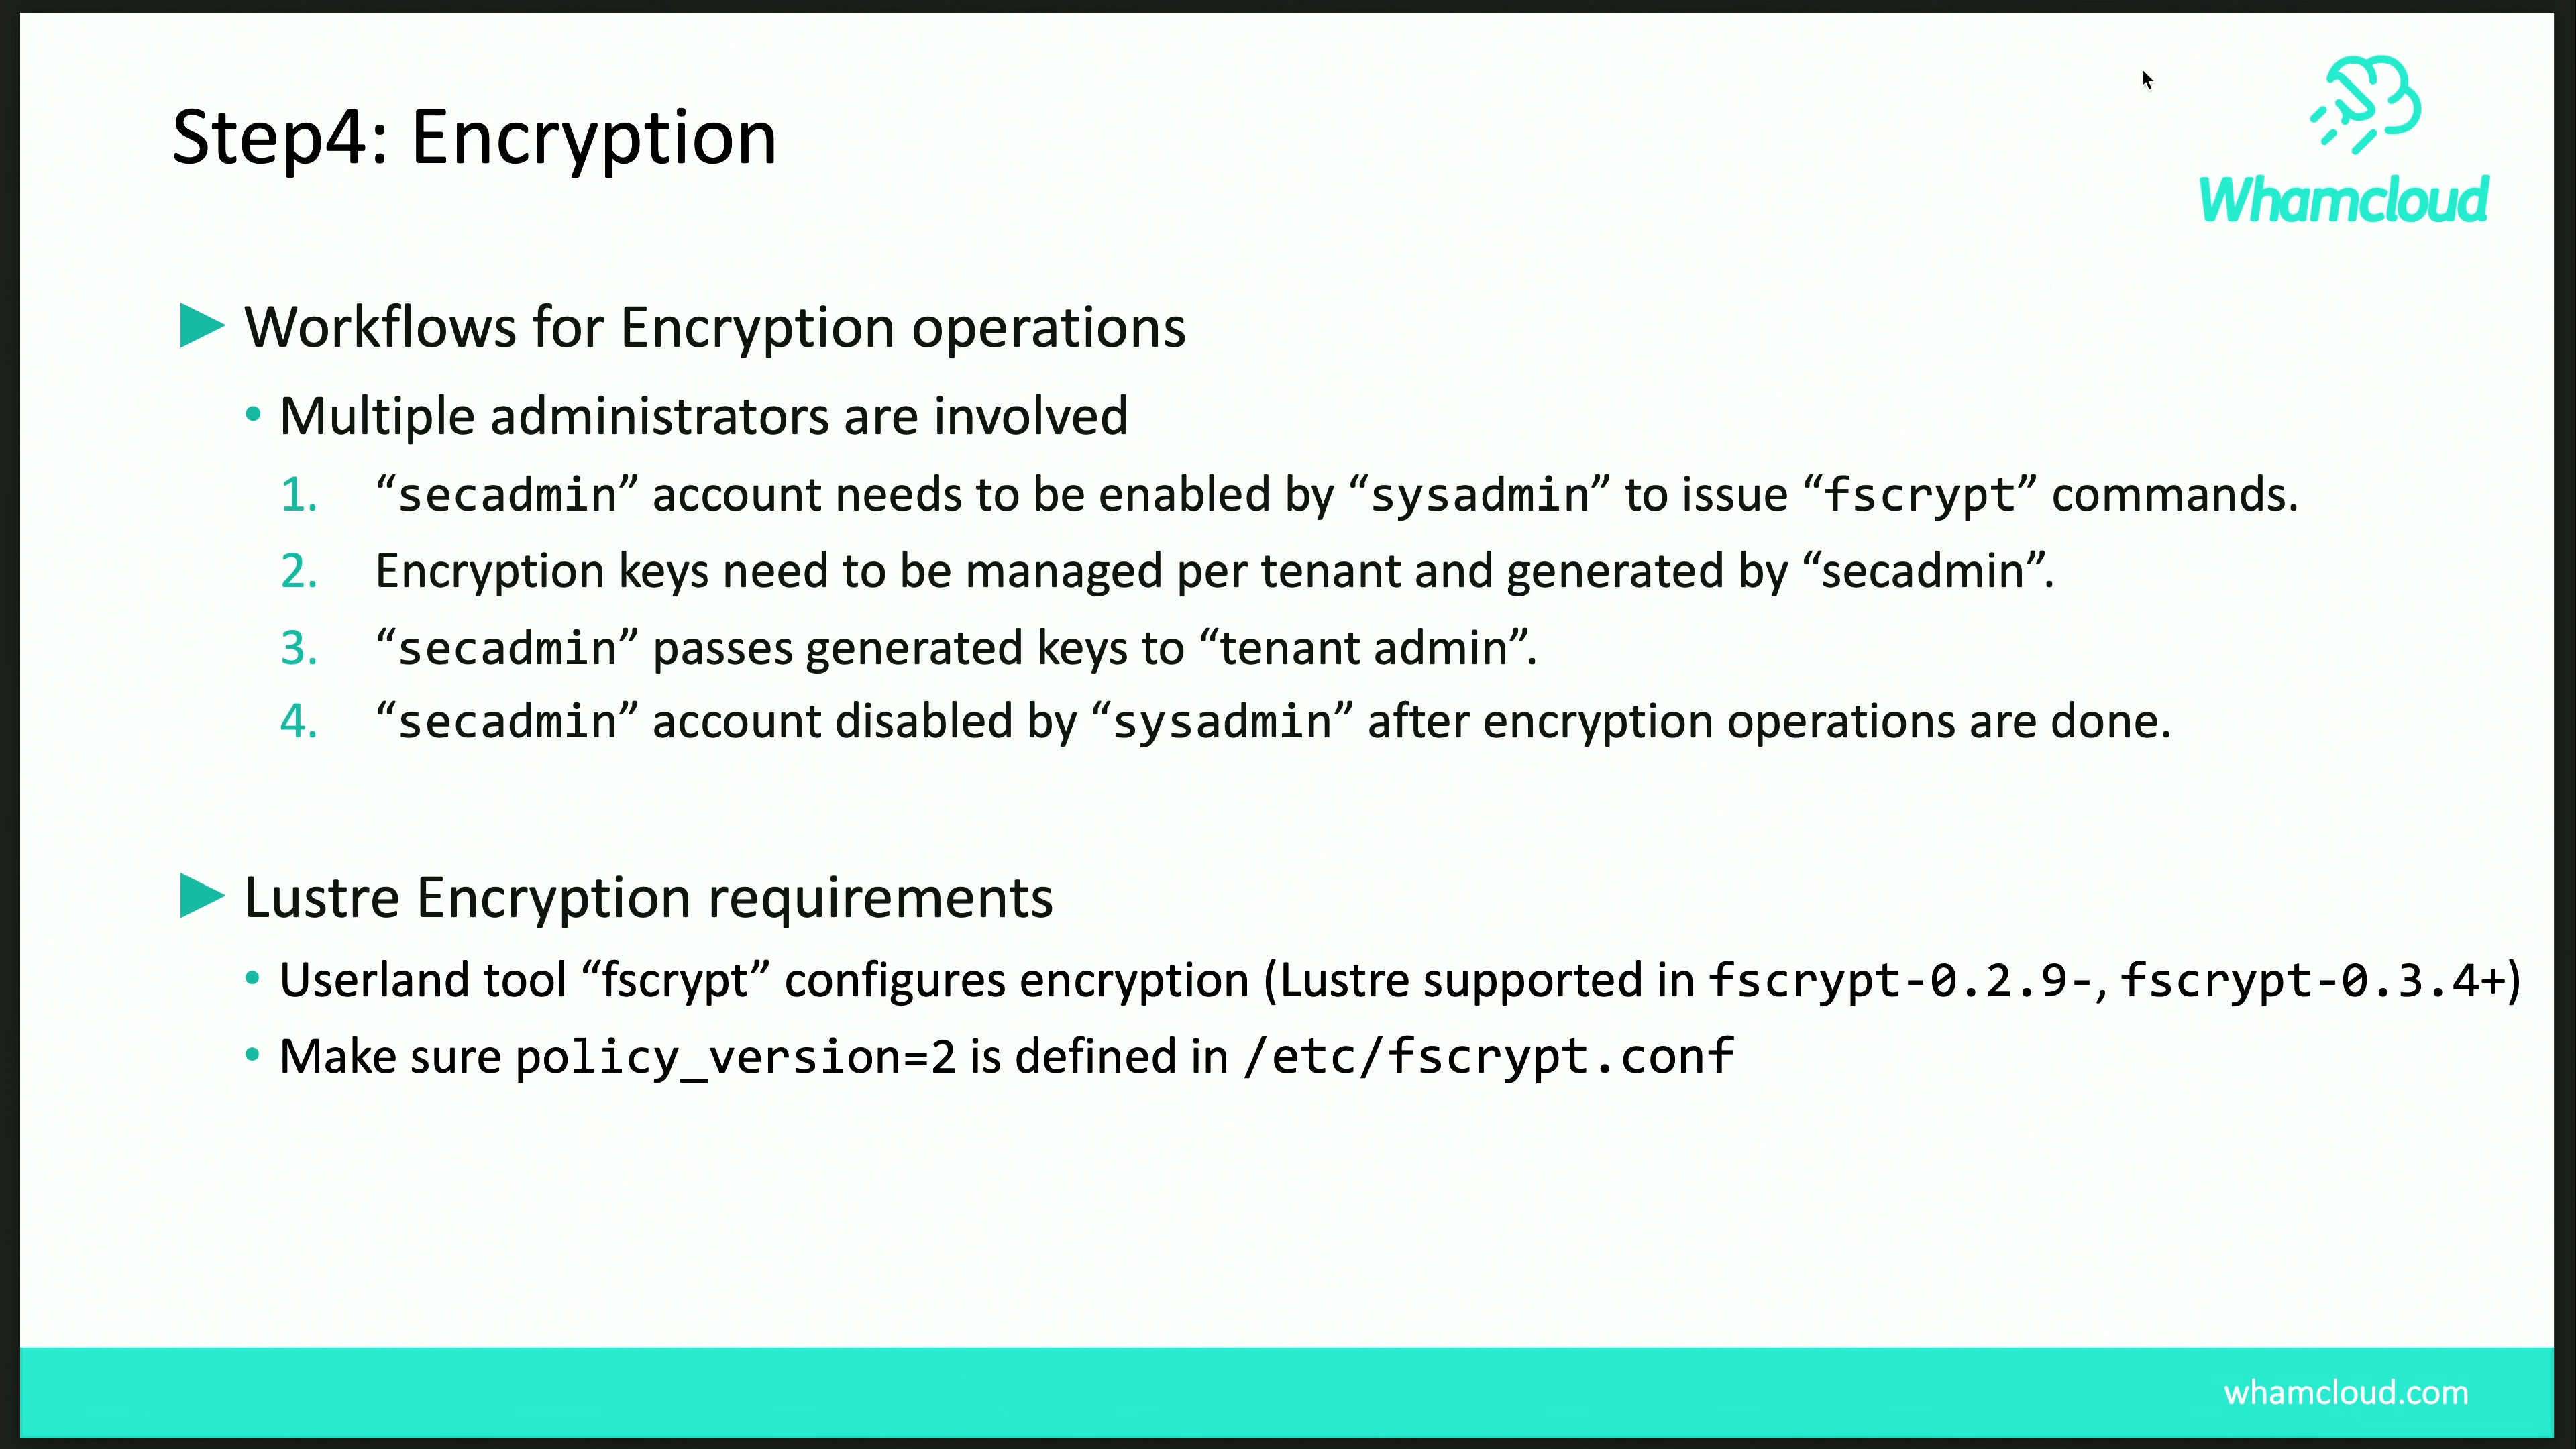 Step4: Encryption
Whamcloud
▶ Workflows for Encryption operations
• Multiple administrators are involved
1. “secadmin” account needs to be enabled by “sysadmin” to issue “fscrypt” commands.
2. Encryption keys need to be managed per tenant and generated by “secadmin”.
3. “secadmin” passes generated keys to “tenant admin”.
4. “secadmin” account disabled by “sysadmin” after encryption operations are done.
▶ Lustre Encryption requirements
• Userland tool “fscrypt” configures encryption (Lustre supported in fscrypt-0.2.9-, fscrypt-0.3.4+)
• Make sure policy_version=2 is defined in /etc/fscrypt.conf
whamcloud.com